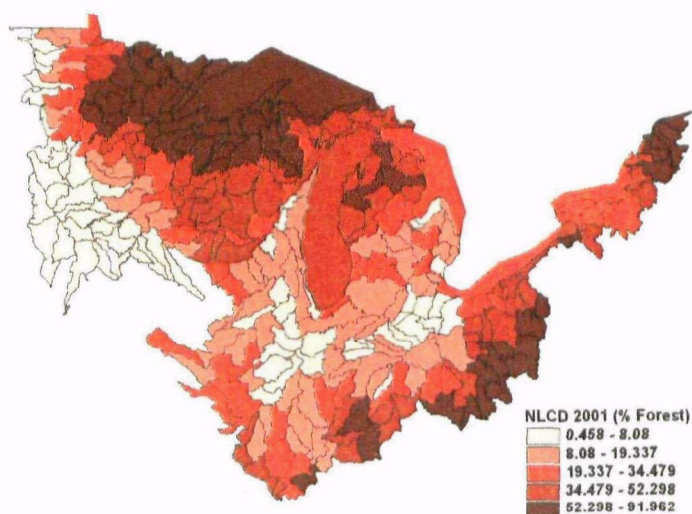 NLCD 2001 (% Forest)
0.458 - 8.08
8.08 - 19.337
19.337 - 34.479
34.479 - 52.298
52.298 - 91.962